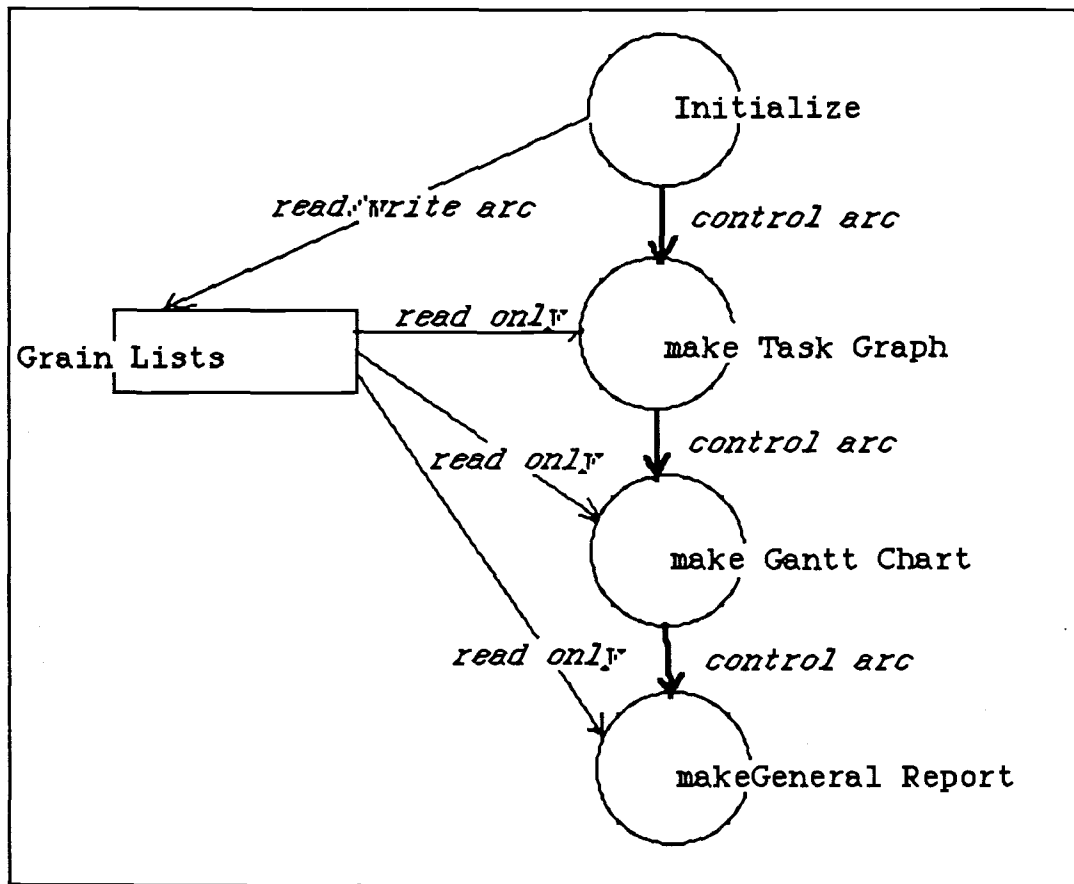 Initialize
read/write arc
control arc
read only
Grain Lists
make Task Graph
control arc
read only
make Gantt Chart
read only
control arc
makeGeneral Report